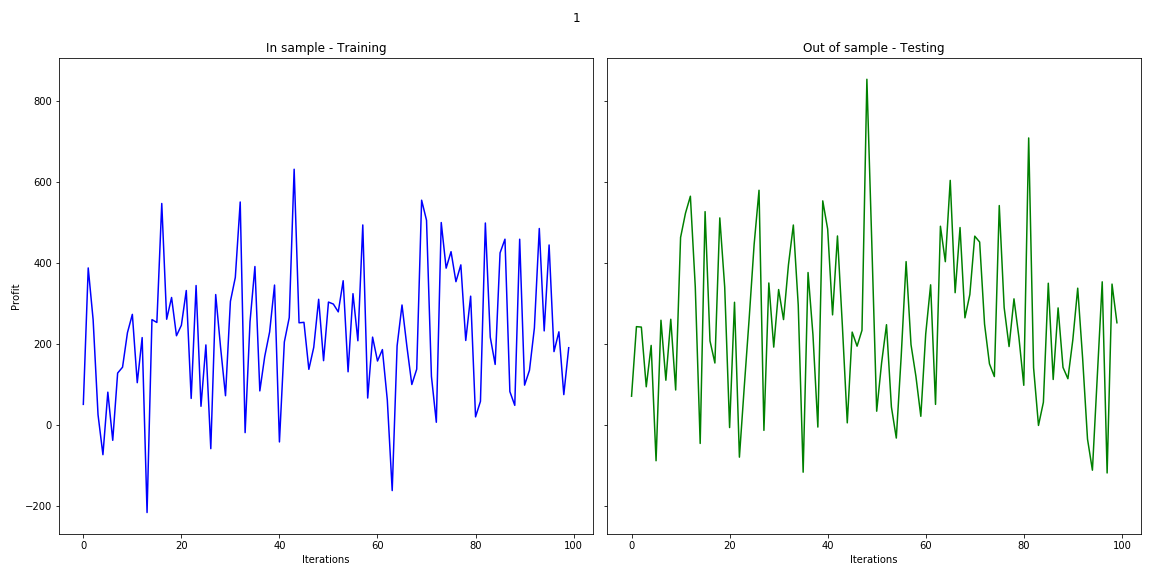 1
In sample - Training
Out of sample - Testing
Profit
800
600
400
200
0
−200
0 20 40 60 80 100
0 20 40 60 80 100
Iterations
Iterations